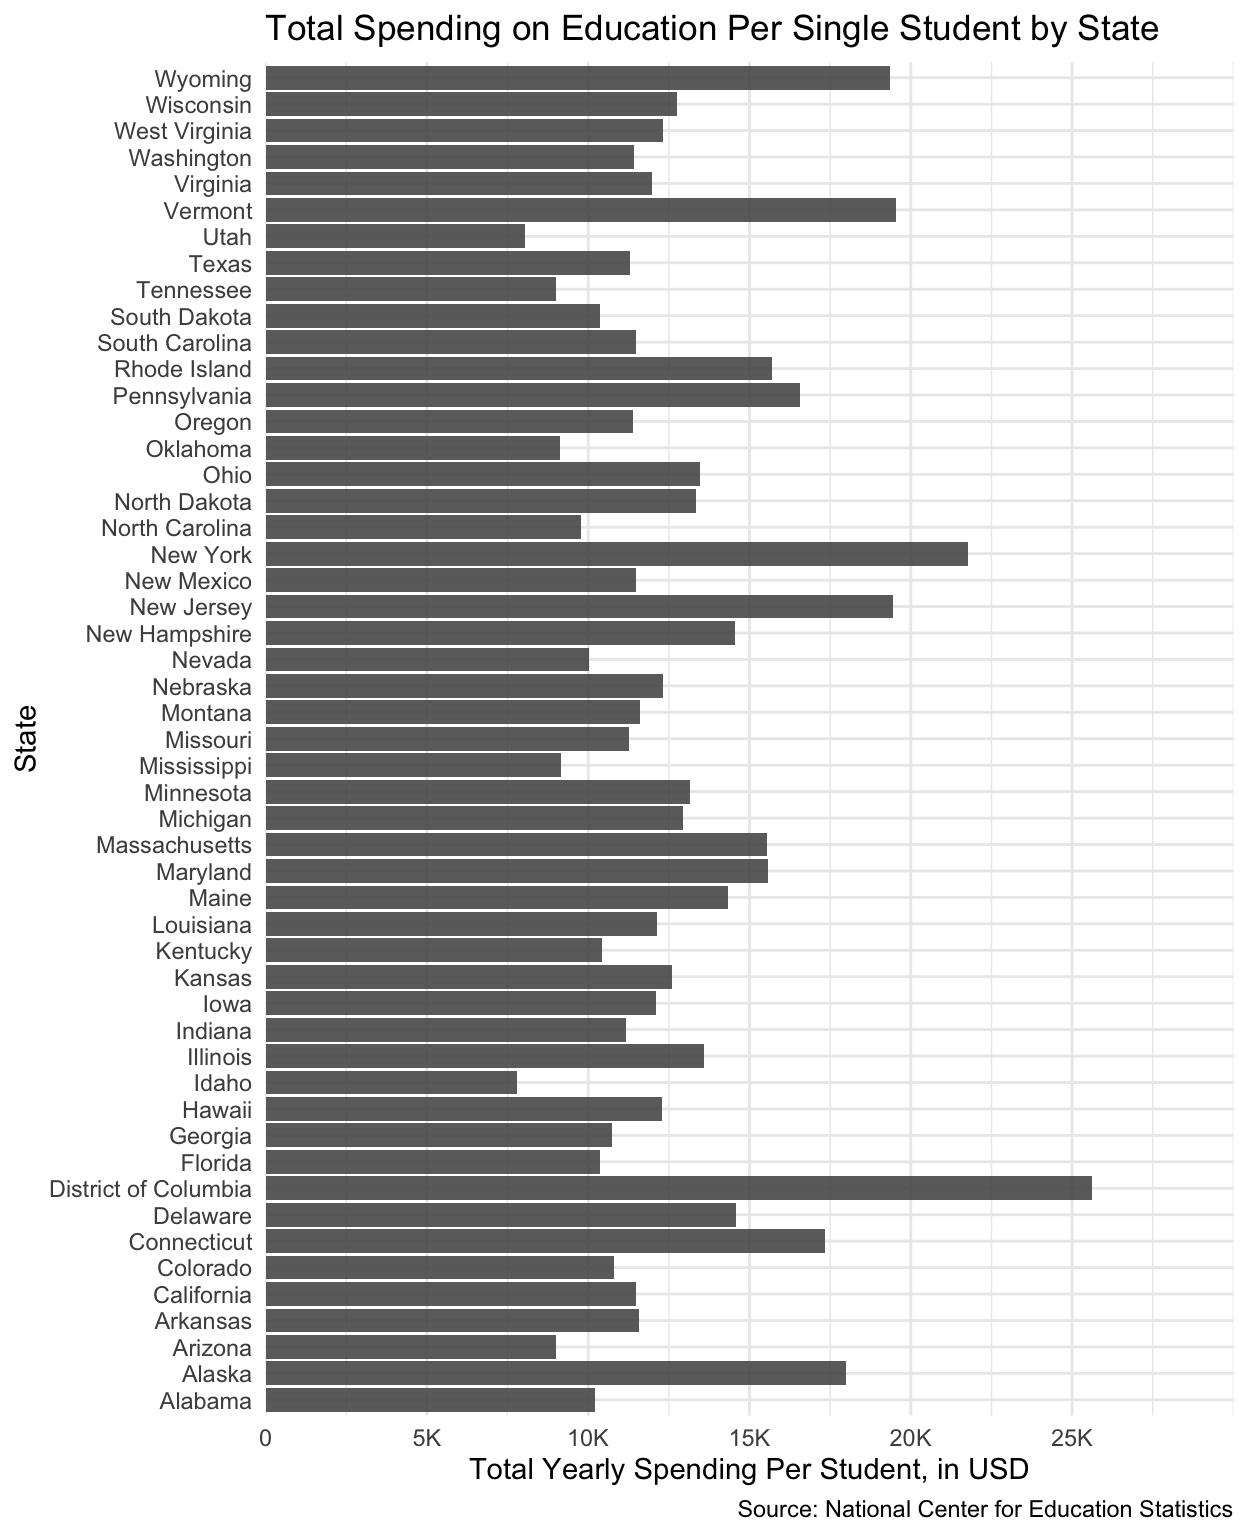 Total Spending on Education Per Single Student by State
Wyoming
Wisconsin
West Virginia
Washington
Virginia
Vermont
Utah
Texas
Tennessee
South Dakota
South Carolina
Rhode Island
Pennsylvania
Oregon
Oklahoma
Ohio
North Dakota
North Carolina
New York
New Mexico
New Jersey
New Hampshire
Nevada
Nebraska
Montana
Missouri
Mississippi
Minnesota
Michigan
Massachusetts
Maryland
Maine
Louisiana
Kentucky
Kansas
Iowa
Indiana
Illinois
Idaho
Hawaii
Georgia
Florida
District of Columbia
Delaware
Connecticut
Colorado
California
Arkansas
Arizona
Alaska
Alabama
State
0 5K 10K 15K 20K 25K
Total Yearly Spending Per Student, in USD
Source: National Center for Education Statistics